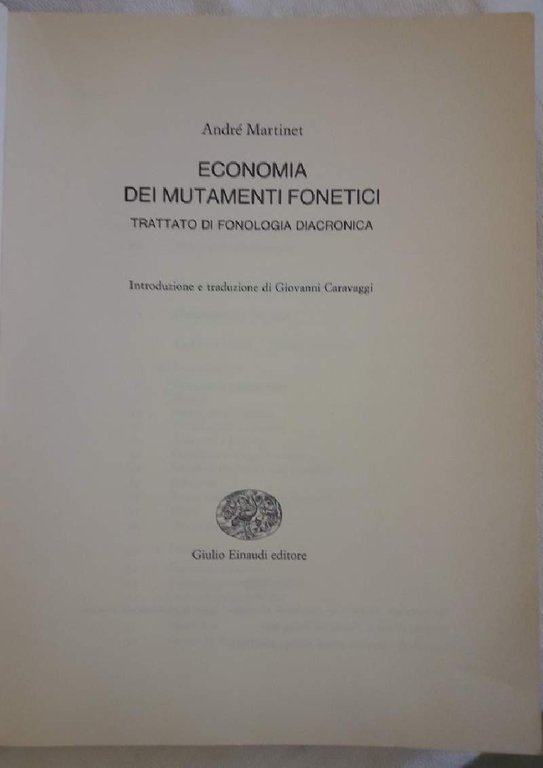 André Martinet
ECONOMIA
DEI MUTAMENTI FONETICI
TRATTATO DI FONOLOGIA DIACRONICA
Introduzione e traduzione di Giovanni Caravaggi
Giulio Einaudi editore